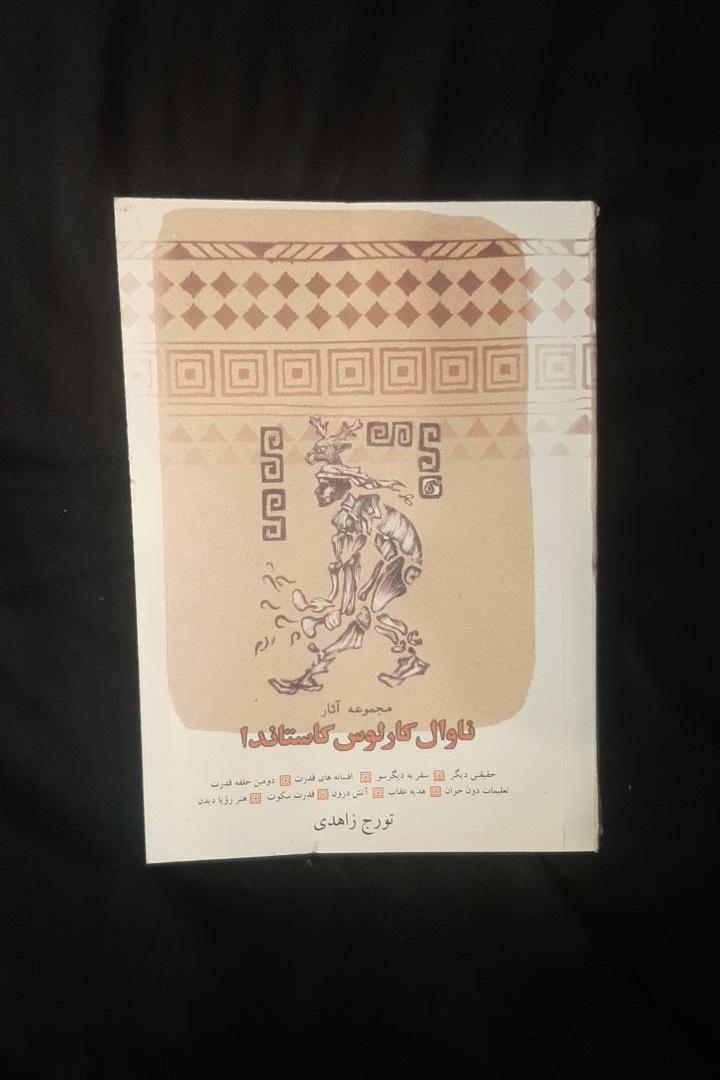 مجموعه آثار
ناوال کارلوس کاستاندا
حقیقتی دیگر سفر به دیگرسو افسانه های قدرت دومین حلقه قدرت
تعلیمات دون خوان هدیه عقاب آتش درون قدرت سکوت هنر رؤیا دیدن
تورج زاهدی